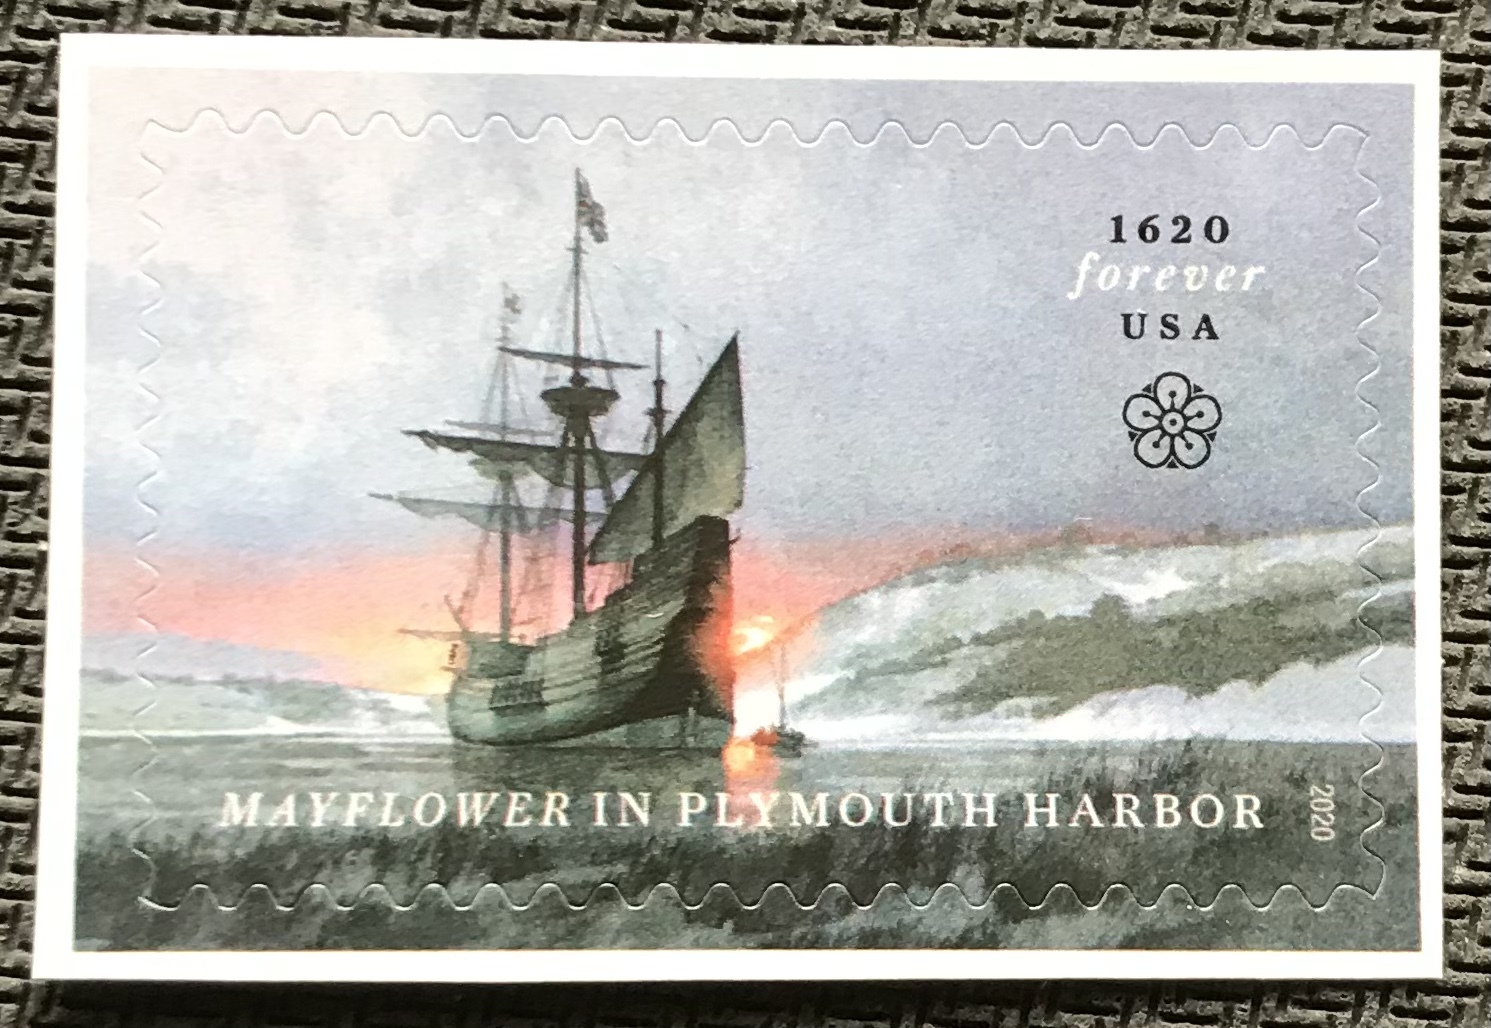 1620
forever
USA
MAYFLOWER IN PLYMOUTH HARBOR
2020